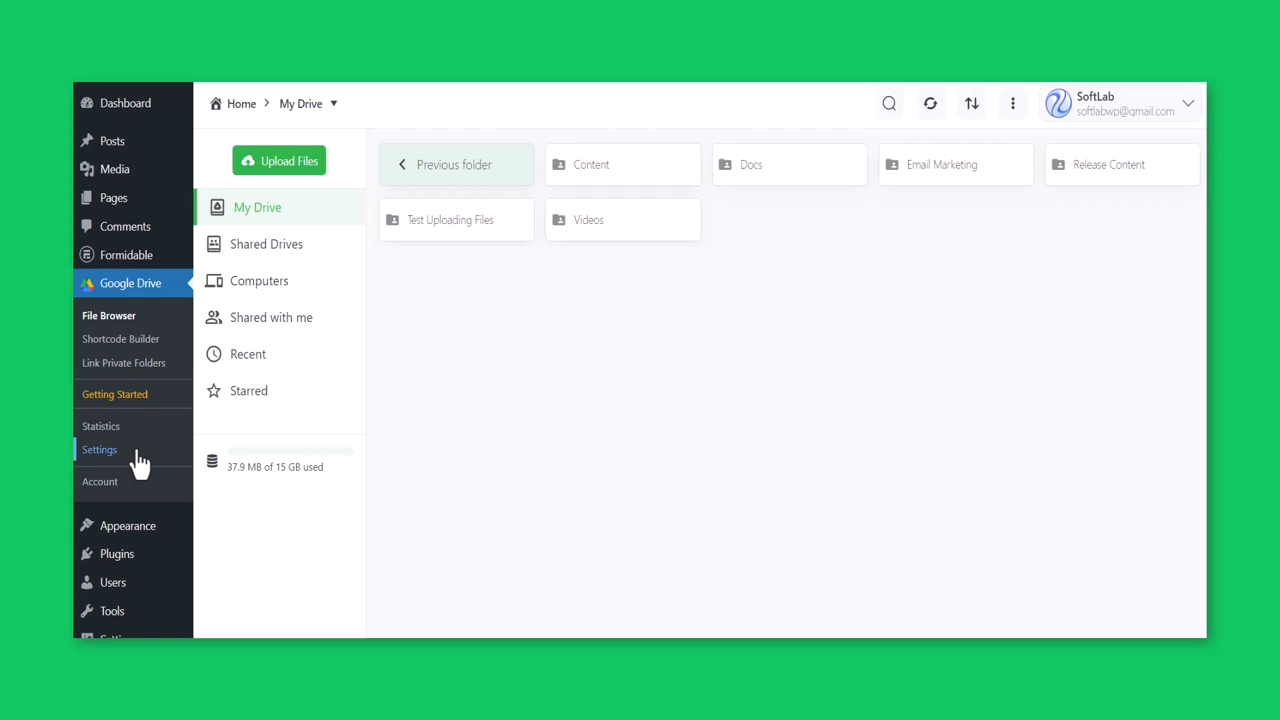 Dashboard
Posts
Media
Pages
Comments
Formidable
Google Drive
File Browser
Shortcode Builder
Link Private Folders
Getting Started
Statistics
Settings
Account
Appearance
Plugins
Users
Tools
Home > My Drive
SoftLab
softlabwp@gmail.com
Upload Files
My Drive
Shared Drives
Computers
Shared with me
Recent
Starred
37.9 MB of 15 GB used
Previous folder
Content
Docs
Email Marketing
Release Content
Test Uploading Files
Videos